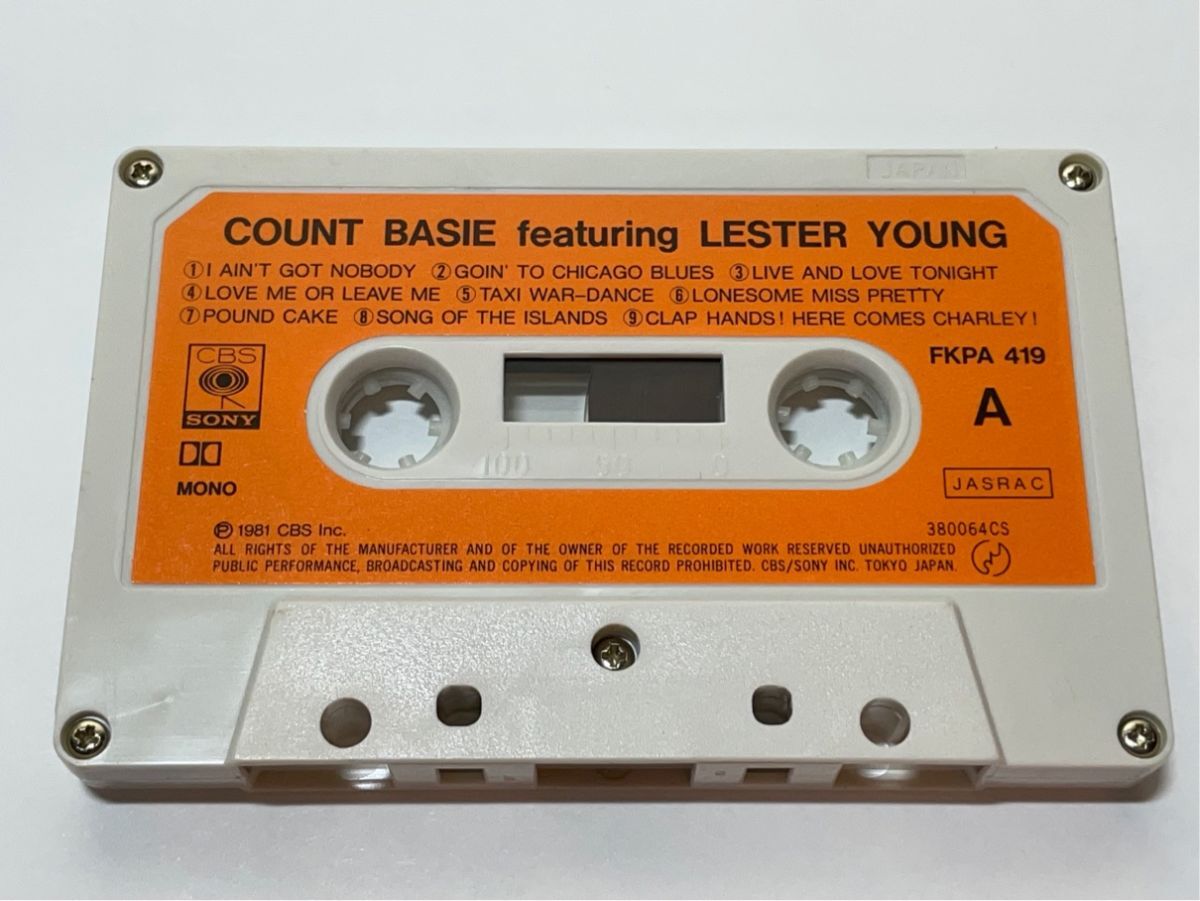 JAPAN
COUNT BASIE featuring LESTER YOUNG
①I AIN'T GOT NOBODY ②GOIN' TO CHICAGO BLUES ③LIVE AND LOVE TONIGHT
④LOVE ME OR LEAVE ME ⑤TAXI WAR-DANCE ⑥LONESOME MISS PRETTY
⑦POUND CAKE ⑧SONG OF THE ISLANDS ⑨CLAP HANDS! HERE COMES CHARLEY!
CBS
SONY
MONO
100 50 0
FKPA 419
A
JASRAC
Ⓟ 1981 CBS Inc.
380064CS
ALL RIGHTS OF THE MANUFACTURER AND OF THE OWNER OF THE RECORDED WORK RESERVED UNAUTHORIZED
PUBLIC PERFORMANCE, BROADCASTING AND COPYING OF THIS RECORD PROHIBITED. CBS/SONY INC. TOKYO JAPAN.